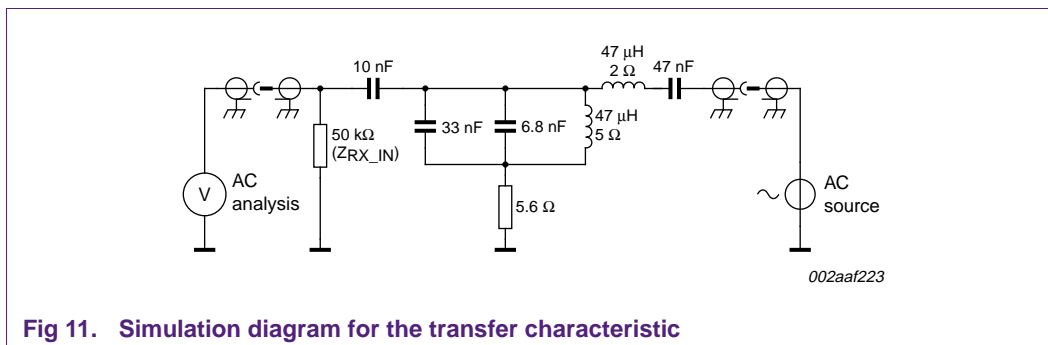 47 μH
2 Ω
47 nF
10 nF
33 nF
6.8 nF
47 μH
5 Ω
50 kΩ
(ZRX_IN)
V
AC
analysis
5.6 Ω
AC
source
002aaf223
Fig 11. Simulation diagram for the transfer characteristic